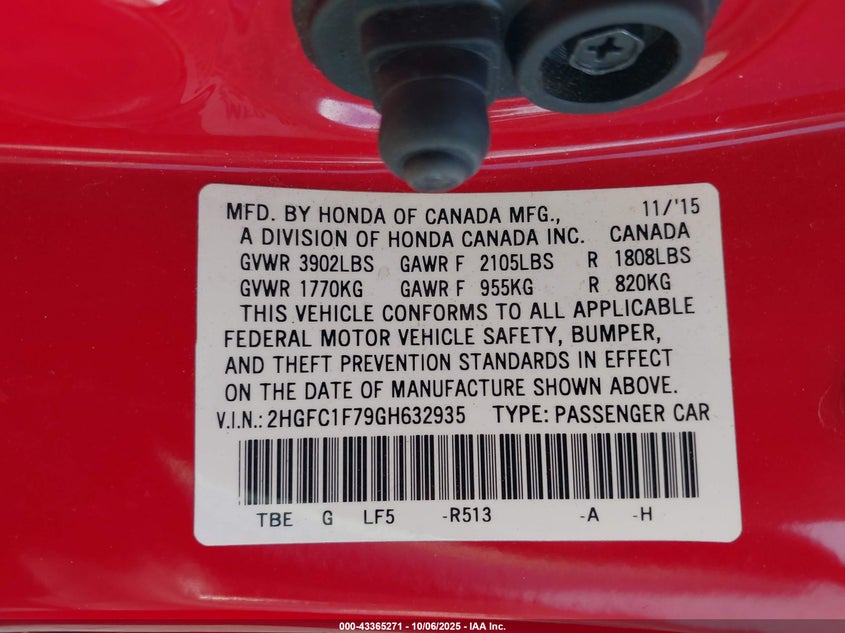 MFD. BY HONDA OF CANADA MFG., 11/'15
A DIVISION OF HONDA CANADA INC. CANADA
GVWR 3902LBS GAWR F 2105LBS R 1808LBS
GVWR 1770KG GAWR F 955KG R 820KG
THIS VEHICLE CONFORMS TO ALL APPLICABLE
FEDERAL MOTOR VEHICLE SAFETY, BUMPER,
AND THEFT PREVENTION STANDARDS IN EFFECT
ON THE DATE OF MANUFACTURE SHOWN ABOVE.
V.I.N.: 2HGFC1F79GH632935 TYPE: PASSENGER CAR
TBE G LF5 -R513 -A -H
000-43365271 - 10/06/2025 - IAA Inc.